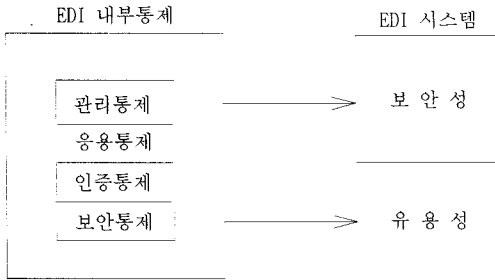 EDI 내부통제
EDI 시스템
관리통제
보 안 성
응용통제
인증통제
보안통제
유 용 성